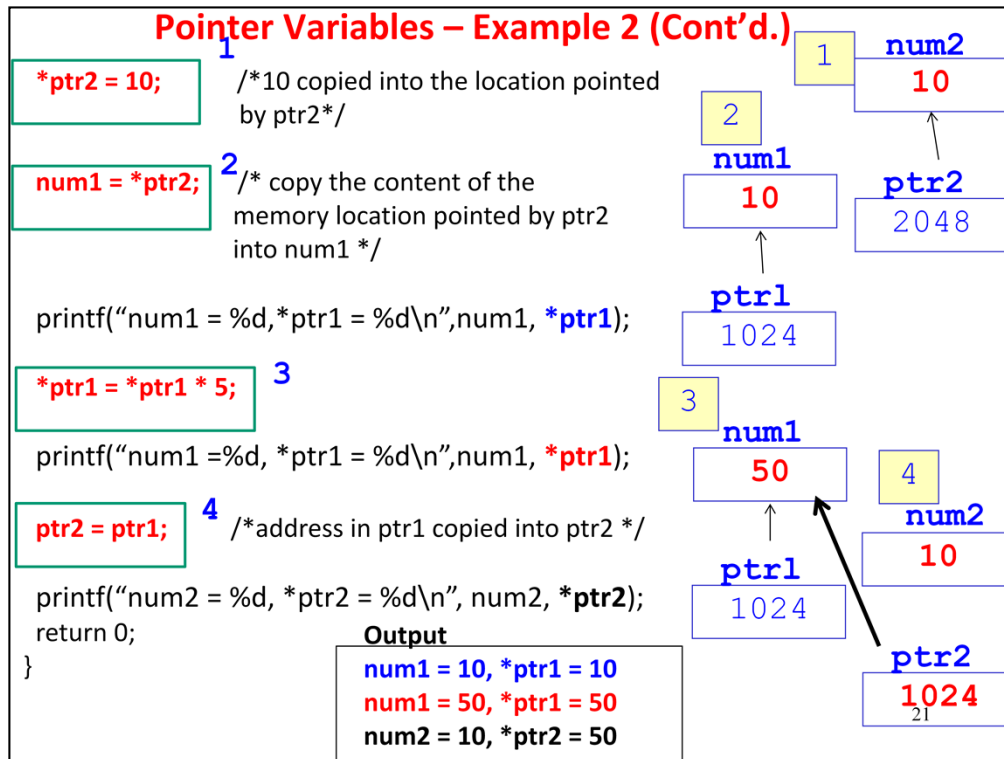 Pointer Variables – Example 2 (Cont'd.)
1
*ptr2 = 10;
/*10 copied into the location pointed
by ptr2*/
2
num1 = *ptr2;
/* copy the content of the
memory location pointed by ptr2
into num1 */
printf(“num1 = %d,*ptr1 = %d\n”,num1, *ptr1);
3
*ptr1 = *ptr1 * 5;
printf(“num1 =%d, *ptr1 = %d\n”,num1, *ptr1);
4
ptr2 = ptr1;
/*address in ptr1 copied into ptr2 */
printf(“num2 = %d, *ptr2 = %d\n”, num2, *ptr2);
return 0;
}
Output
num1 = 10, *ptr1 = 10
num1 = 50, *ptr1 = 50
num2 = 10, *ptr2 = 50
1
num2
10
ptr2
2048
2
num1
10
ptr1
1024
3
num1
50
ptr1
1024
4
num2
10
ptr2
1024
21